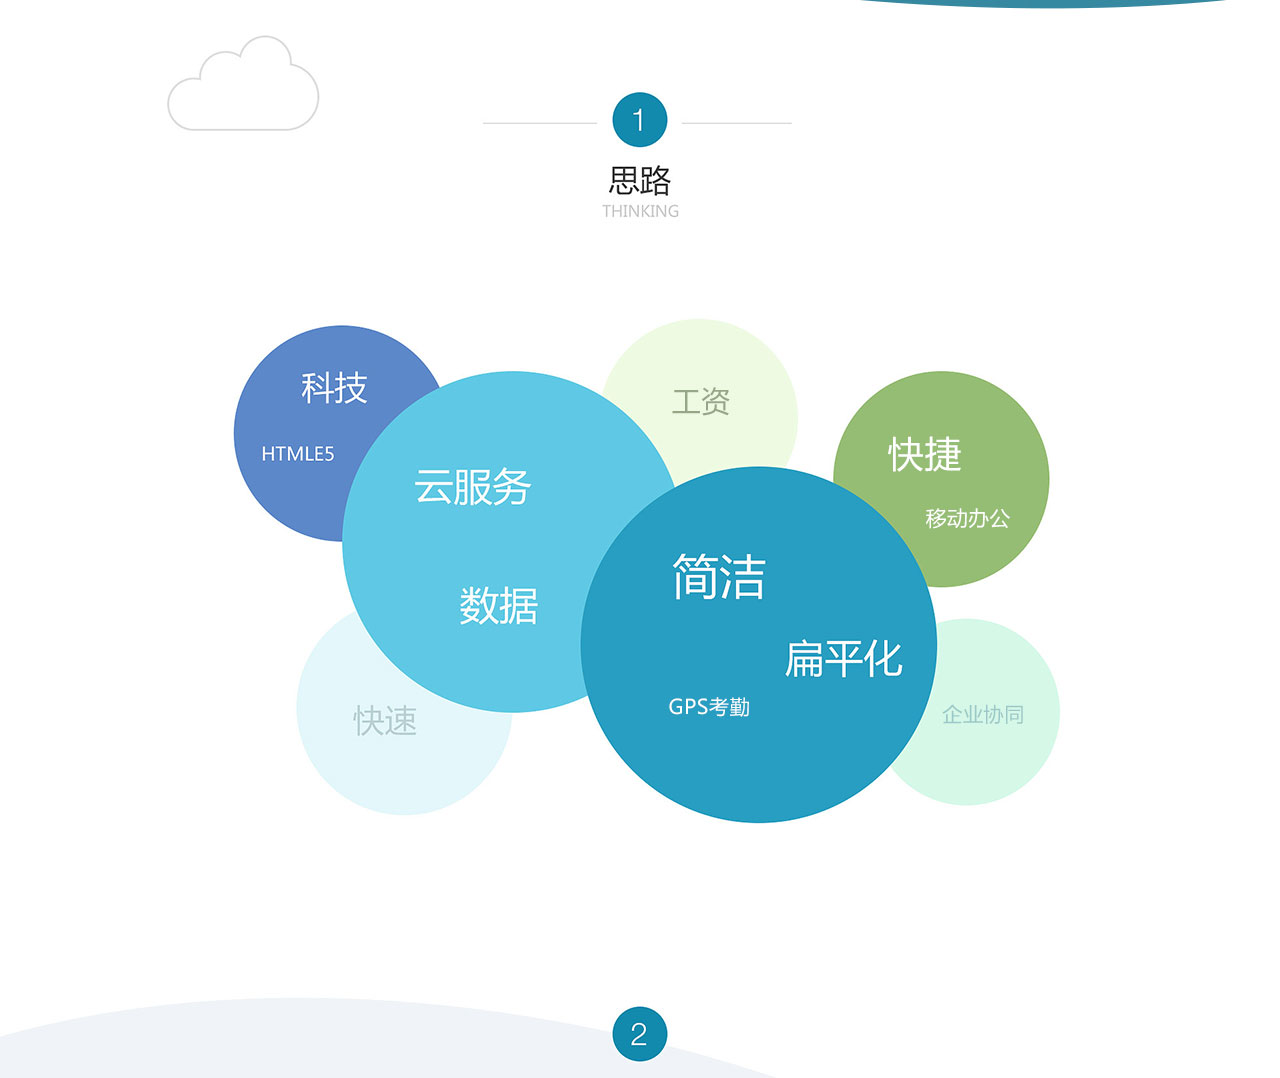 1
思路
THINKING
科技
HTMLE5
云服务
数据
工资
快捷
移动办公
简洁
扁平化
GPS考勤
快速
企业协同
2